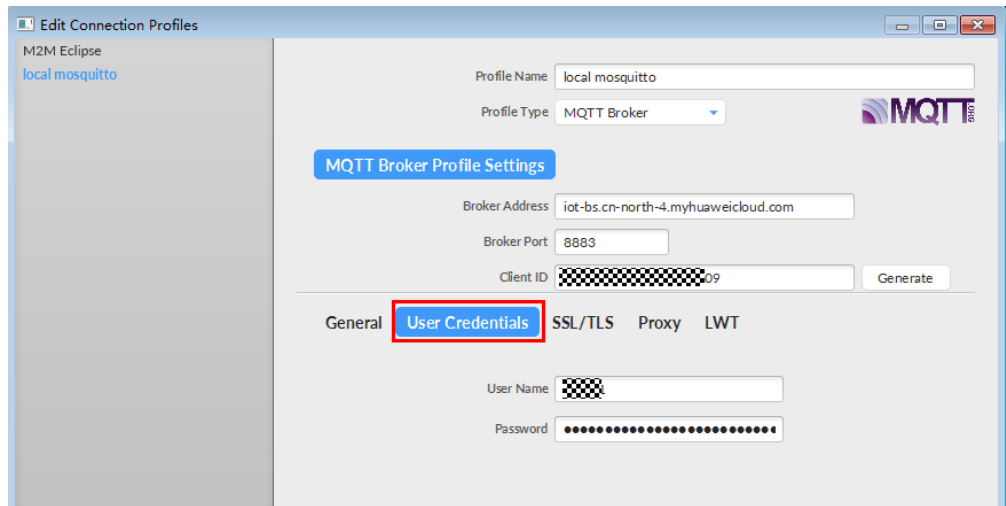 Edit Connection Profiles
M2M Eclipse
local mosquitto
Profile Name local mosquitto
Profile Type MQTT Broker
MQTT
MQTT Broker Profile Settings
Broker Address iot-bs.cn-north-4.myhuaweicloud.com
Broker Port 8883
Client ID 09 Generate
General User Credentials SSL/TLS Proxy LWT
User Name
Password